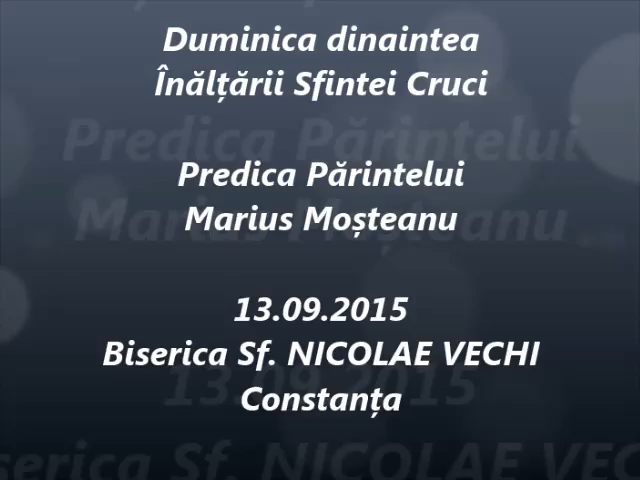 Duminica dinaintea
Înălțării Sfintei Cruci
Predica Părintelui
Marius Moșteanu
13.09.2015
Biserica Sf. NICOLAE VECHI
Constanța